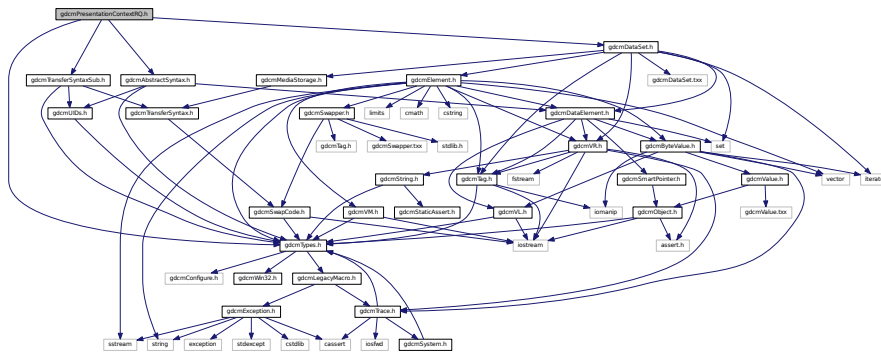 gdcmPresentationContextRQ.h
gdcmDataSet.h
gdcmTransferSyntaxSub.h
gdcmAbstractSyntax.h
gdcmMediaStorage.h
gdcmElement.h
gdcmDataSet.txx
gdcmUIDs.h
gdcmTransferSyntax.h
gdcmSwapper.h
limits
cmath
cstring
gdcmDataElement.h
gdcmTag.h
gdcmSwapper.txx
stdlib.h
gdcmVR.h
gdcmByteValue.h
set
gdcmString.h
gdcmTag.h
fstream
gdcmSmartPointer.h
gdcmValue.h
vector
iterator
gdcmSwapCode.h
gdcmVM.h
gdcmStaticAssert.h
gdcmVL.h
iomanip
gdcmObject.h
gdcmValue.txx
gdcmTypes.h
iostream
assert.h
gdcmConfigure.h
gdcmWin32.h
gdcmLegacyMacro.h
gdcmException.h
gdcmTrace.h
sstream
string
exception
stdexcept
cstdlib
cassert
iosfwd
gdcmSystem.h